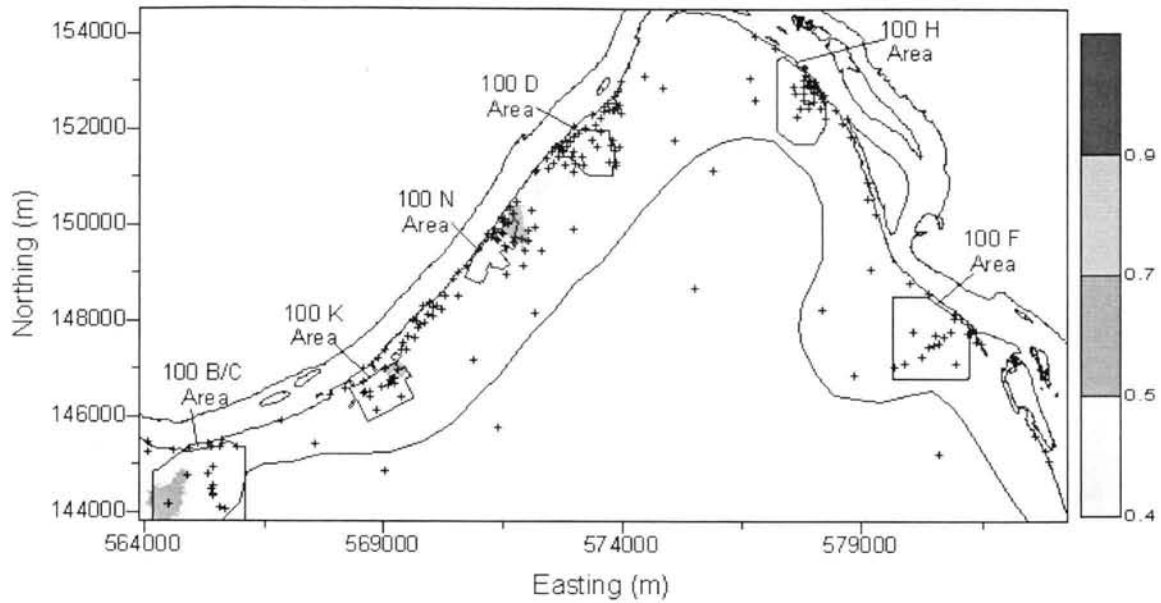 154000
152000
150000
148000
146000
144000
Northing (m)
564000
569000
574000
579000
Easting (m)
100 H
Area
100 D
Area
100 N
Area
100 F
Area
100 K
Area
100 B/C
Area
0.9
0.7
0.5
0.4